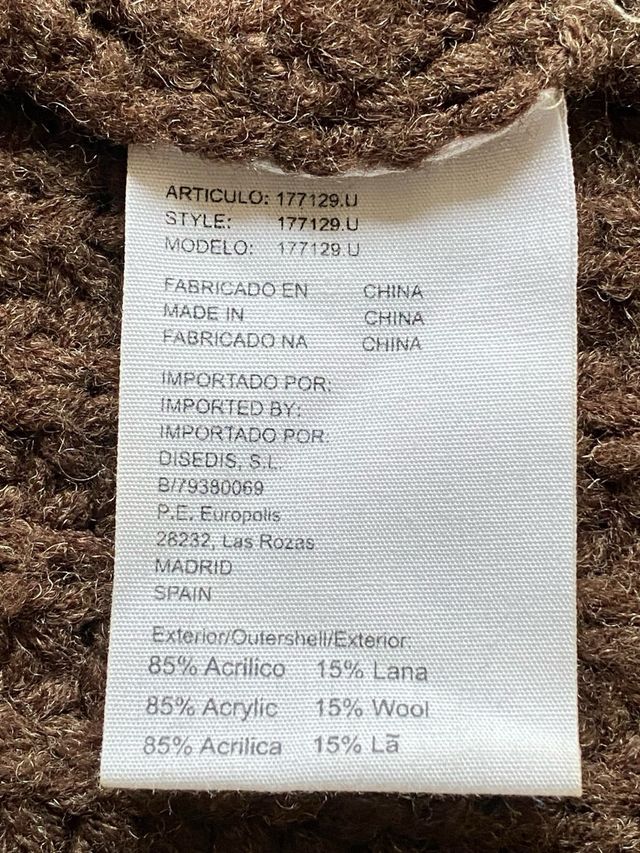 ARTICULO: 177129.U
STYLE: 177129.U
MODELO: 177129.U
FABRICADO EN CHINA
MADE IN CHINA
FABRICADO NA CHINA
IMPORTADO POR:
IMPORTED BY:
IMPORTADO POR:
DISEDIS, S.L.
B/79380069
P.E. Europolis
28232, Las Rozas
MADRID
SPAIN
Exterior/Outershell/Exterior:
85% Acrilico 15% Lana
85% Acrylic 15% Wool
85% Acrilica 15% Lã